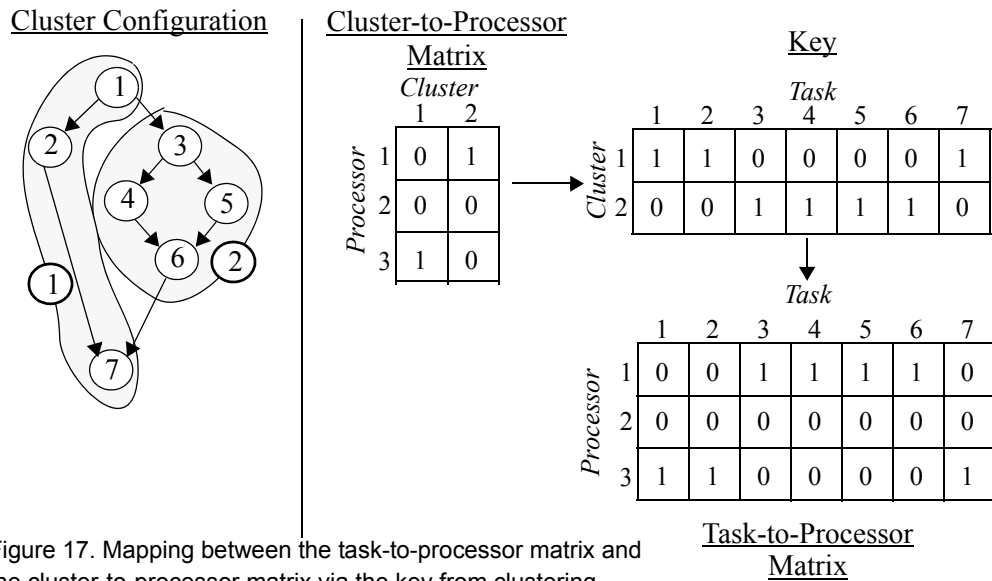 Cluster Configuration
1
2
3
4
5
6
2
1
7
Cluster-to-Processor
Matrix
Cluster
1 2
Processor
1 0 1
2 0 0
3 1 0
Key
Task
1 2 3 4 5 6 7
Cluster
1 1 1 0 0 0 0 1
2 0 0 1 1 1 1 0
Task
1 2 3 4 5 6 7
Processor
1 0 0 1 1 1 1 0
2 0 0 0 0 0 0 0
3 1 1 0 0 0 0 1
Task-to-Processor
Matrix
Figure 17. Mapping between the task-to-processor matrix and
the cluster-to-processor matrix via the key from clustering